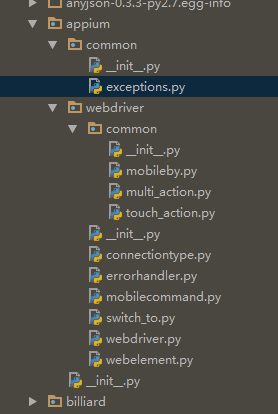 anyjson-0.3.3-py2.7.egg-info
appium
common
__init__.py
exceptions.py
webdriver
common
__init__.py
mobileby.py
multi_action.py
touch_action.py
__init__.py
connectiontype.py
errorhandler.py
mobilecommand.py
switch_to.py
webdriver.py
webelement.py
__init__.py
billiard